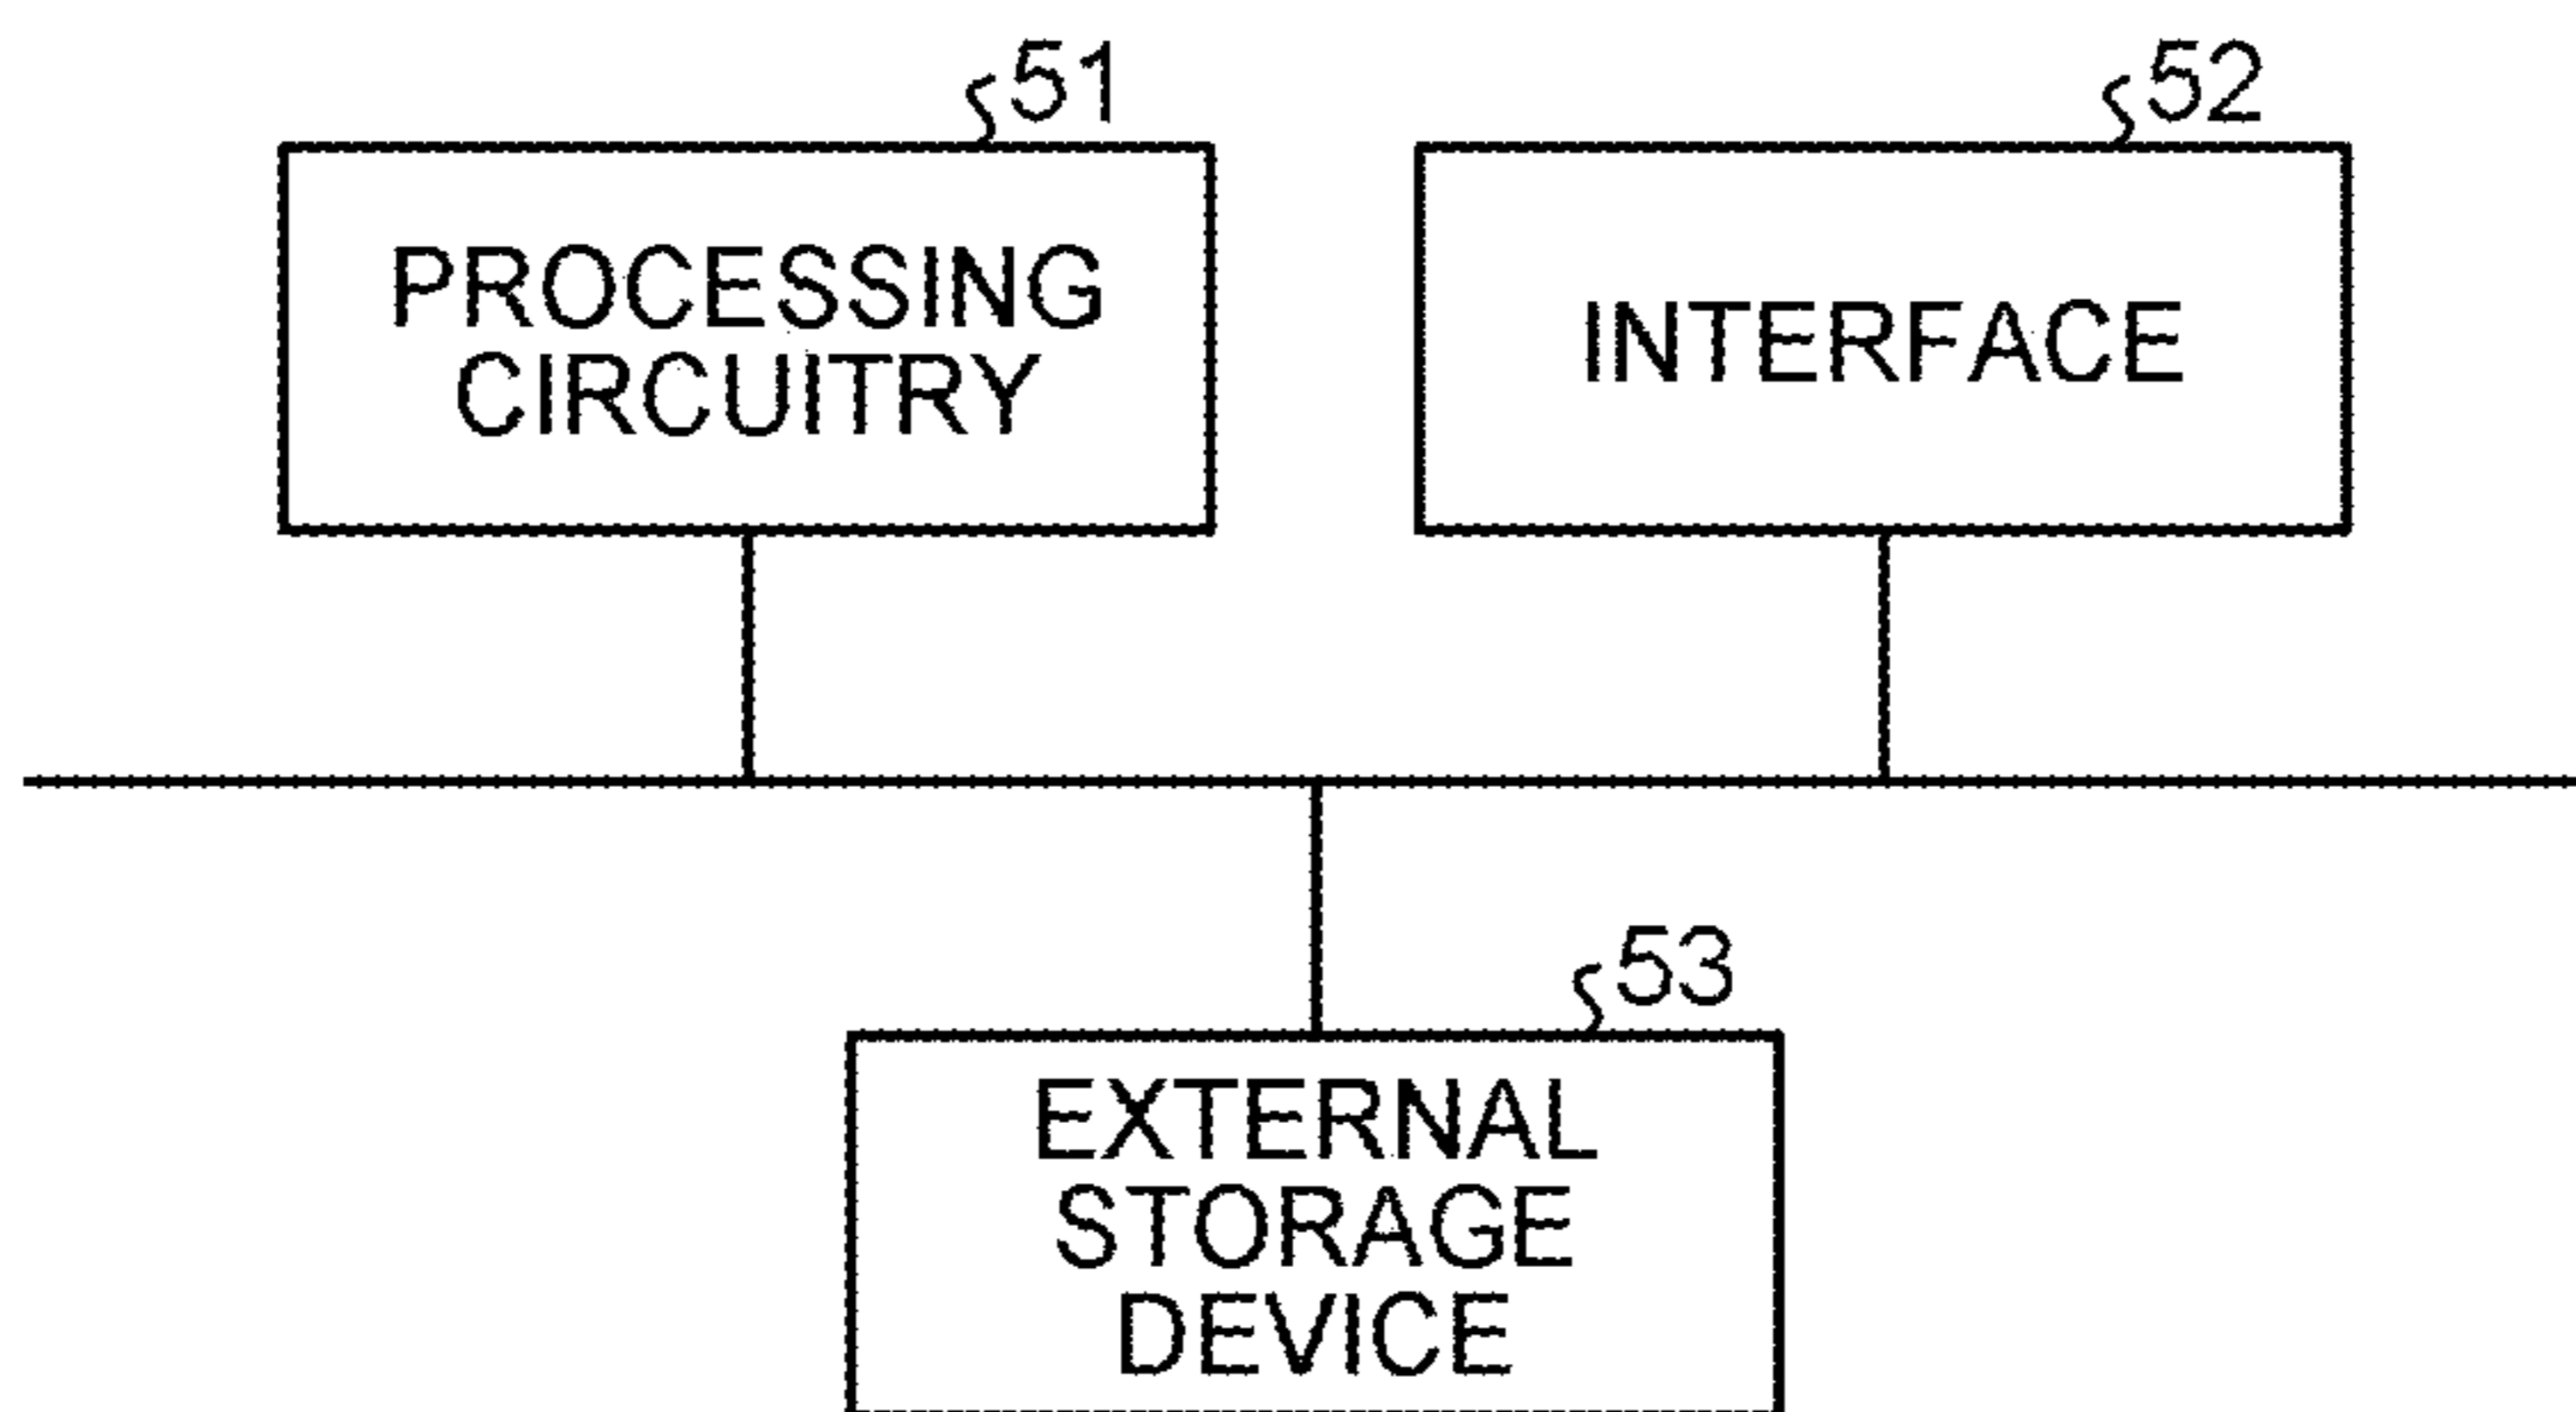 51
PROCESSING
CIRCUITRY
52
INTERFACE
53
EXTERNAL
STORAGE
DEVICE